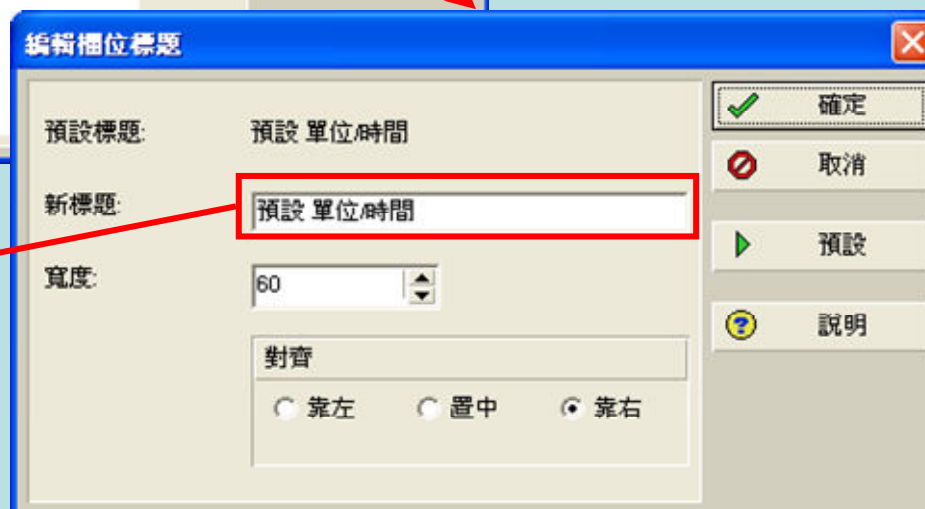 編輯欄位標題
預設標題: 預設 單位/時間
新標題: 預設 單位/時間
寬度: 60
對齊
靠左 置中 靠右
確定
取消
預設
說明